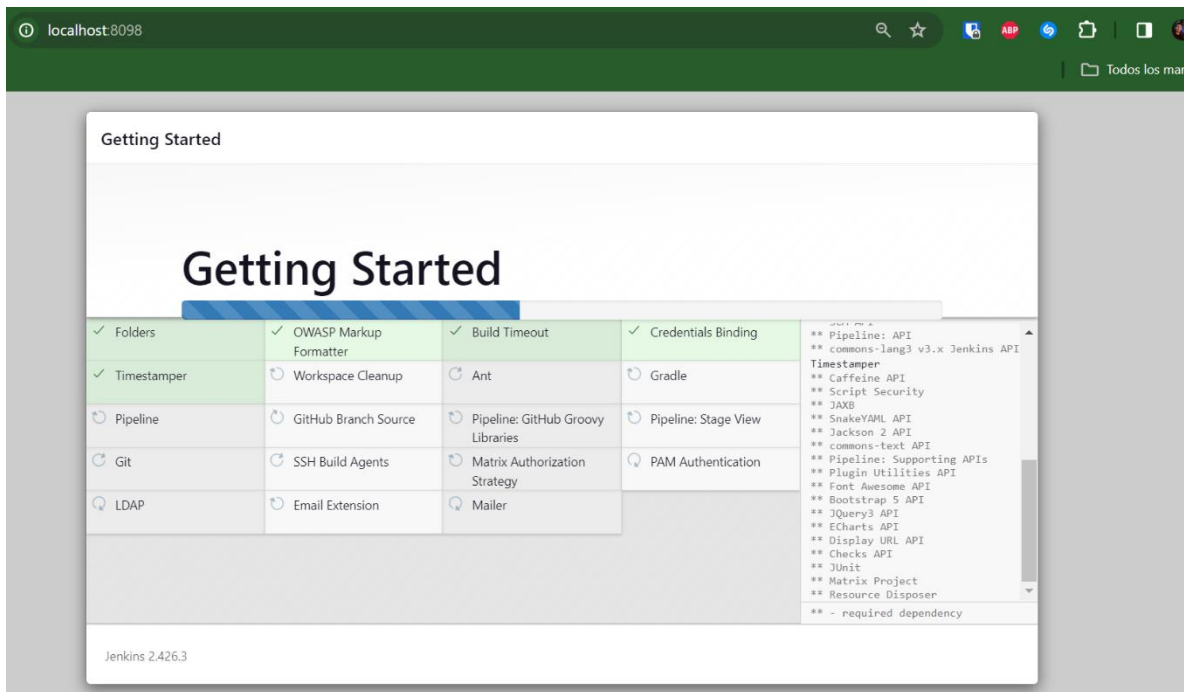 localhost:8098
ABP
Todos los mar
Getting Started
Getting Started
Folders
OWASP Markup
Formatter
Build Timeout
Credentials Binding
Timestamper
Workspace Cleanup
Ant
Gradle
Pipeline
GitHub Branch Source
Pipeline: GitHub Groovy
Libraries
Pipeline: Stage View
Git
SSH Build Agents
Matrix Authorization
Strategy
PAM Authentication
LDAP
Email Extension
Mailer
** Pipeline: API
** commons-lang3 v3.x Jenkins API
Timestamper
** Caffeine API
** Script Security
** JAXB
** SnakeYAML API
** Jackson 2 API
** commons-text API
** Pipeline: Supporting APIs
** Plugin Utilities API
** Font Awesome API
** Bootstrap 5 API
** JQuery3 API
** ECharts API
** Display URL API
** Checks API
** JUnit
** Matrix Project
** Resource Disposer
** - required dependency
Jenkins 2.426.3